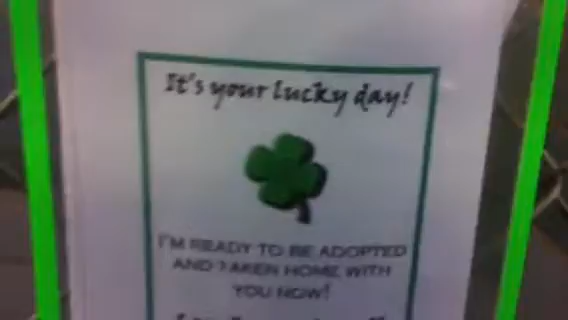 It's your lucky day!
I'M READY TO BE ADOPTED
AND TAKEN HOME WITH
YOU NOW!